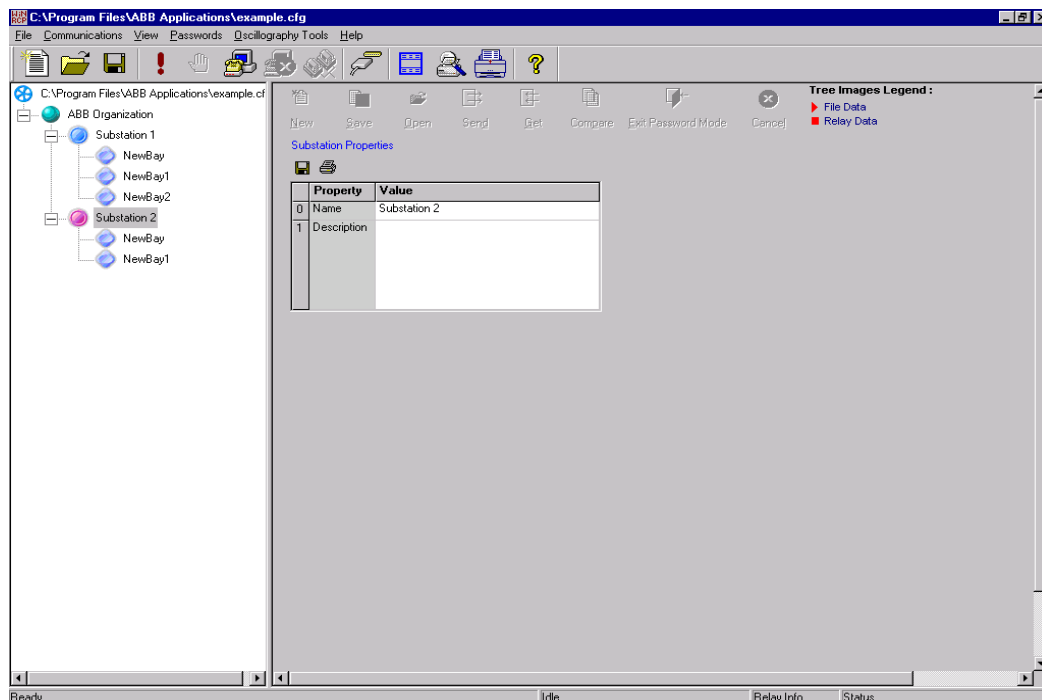 WIN RCP C:\Program Files\ABB Applications\example.cfg
File Communications View Passwords Oscillography Tools Help
C:\Program Files\ABB Applications\example.cf
ABB Organization
Substation 1
NewBay
NewBay1
NewBay2
Substation 2
NewBay
NewBay1
New Save Open Send Get Compare Exit Password Mode Cancel
Tree Images Legend :
File Data
Relay Data
Substation Properties
Property Value
0 Name Substation 2
1 Description
Ready Idle Relay Info Status